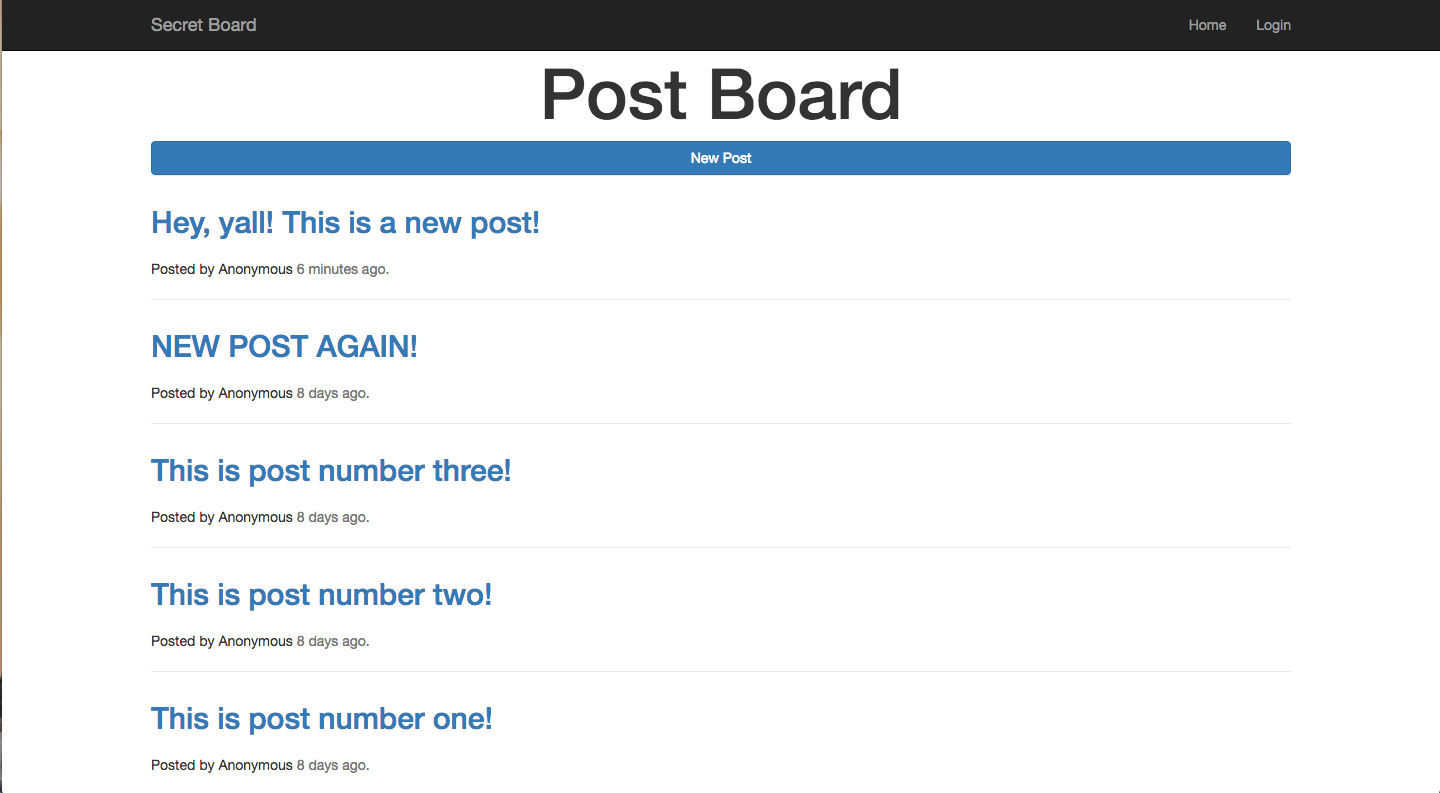 Secret Board Home Login
Post Board
New Post
Hey, yall! This is a new post!
Posted by Anonymous 6 minutes ago.
NEW POST AGAIN!
Posted by Anonymous 8 days ago.
This is post number three!
Posted by Anonymous 8 days ago.
This is post number two!
Posted by Anonymous 8 days ago.
This is post number one!
Posted by Anonymous 8 days ago.